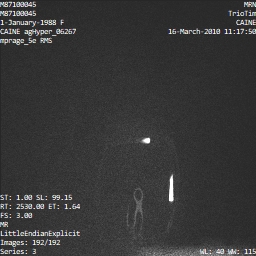 M87100045
MRN
M87100045
TrioTim
1-January-1988 F
CAINE
CAINE agHyper_06267
16-March-2010 11:17:50
mprage_5e RMS
ST: 1.00 SL: 99.15
RT: 2530.00 ET: 1.64
FS: 3.00
MR
LittleEndianExplicit
Images: 192/192
Series: 3
WL: 40 WW: 115